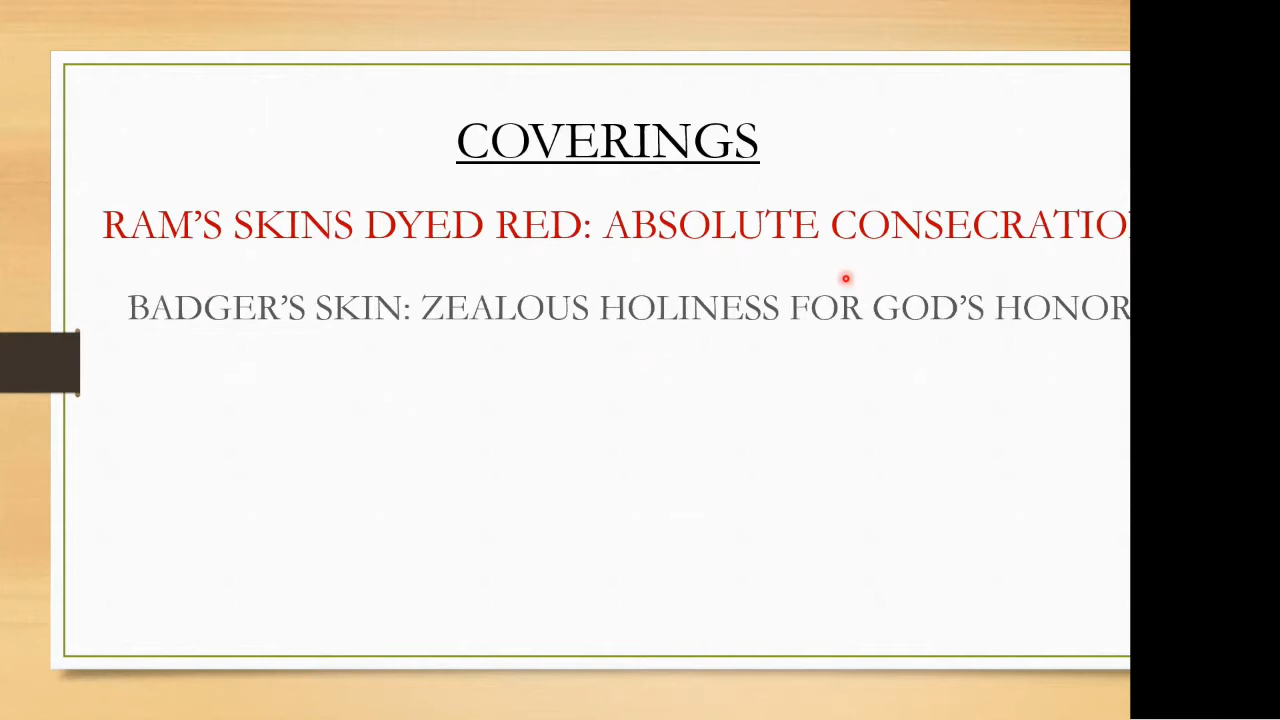 COVERINGS
RAM’S SKINS DYED RED: ABSOLUTE CONSECRATIO
BADGER’S SKIN: ZEALOUS HOLINESS FOR GOD’S HONOR